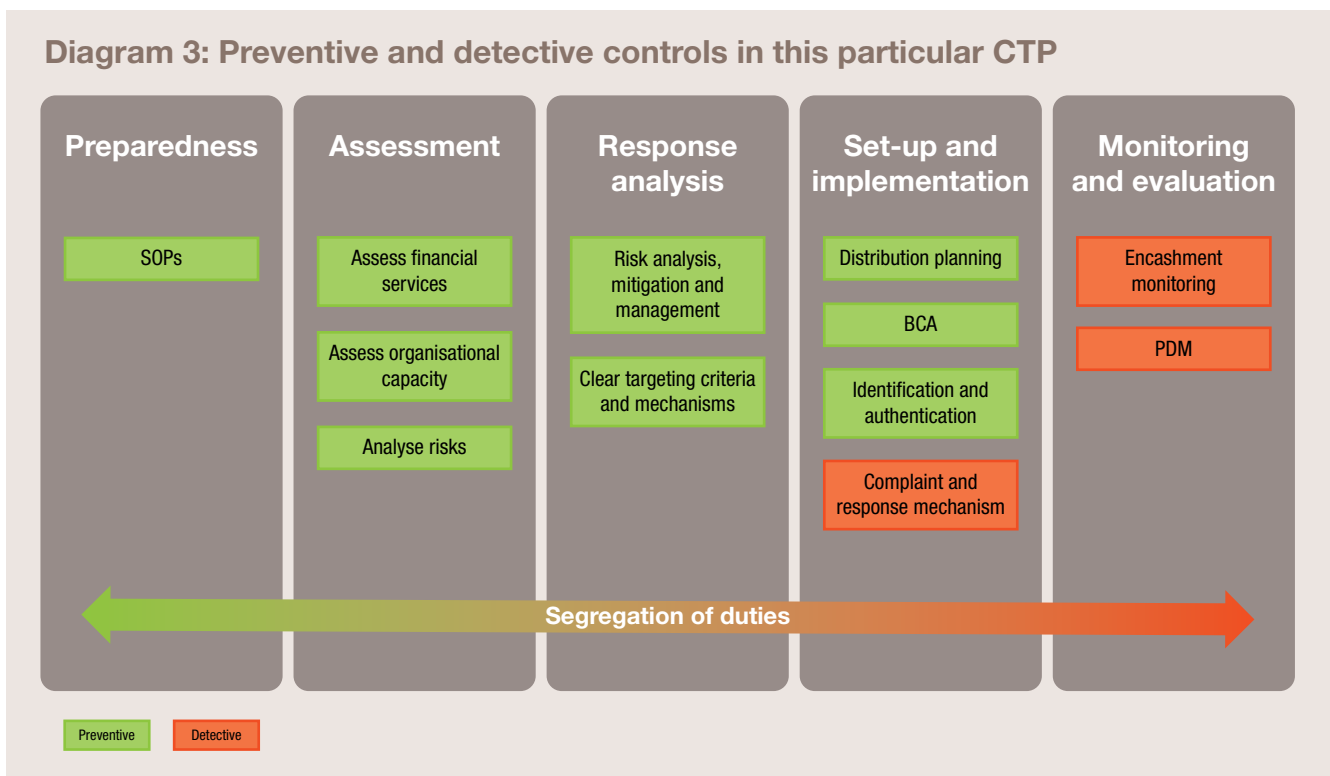 Diagram 3: Preventive and detective controls in this particular CTP
Preparedness
SOPs
Assessment
Assess financial
services
Assess organisational
capacity
Analyse risks
Response
analysis
Risk analysis,
mitigation and
management
Clear targeting criteria
and mechanisms
Set-up and
implementation
Distribution planning
BCA
Identification and
authentication
Complaint and
response mechanism
Monitoring
and evaluation
Encashment
monitoring
PDM
Segregation of duties
Preventive
Detective